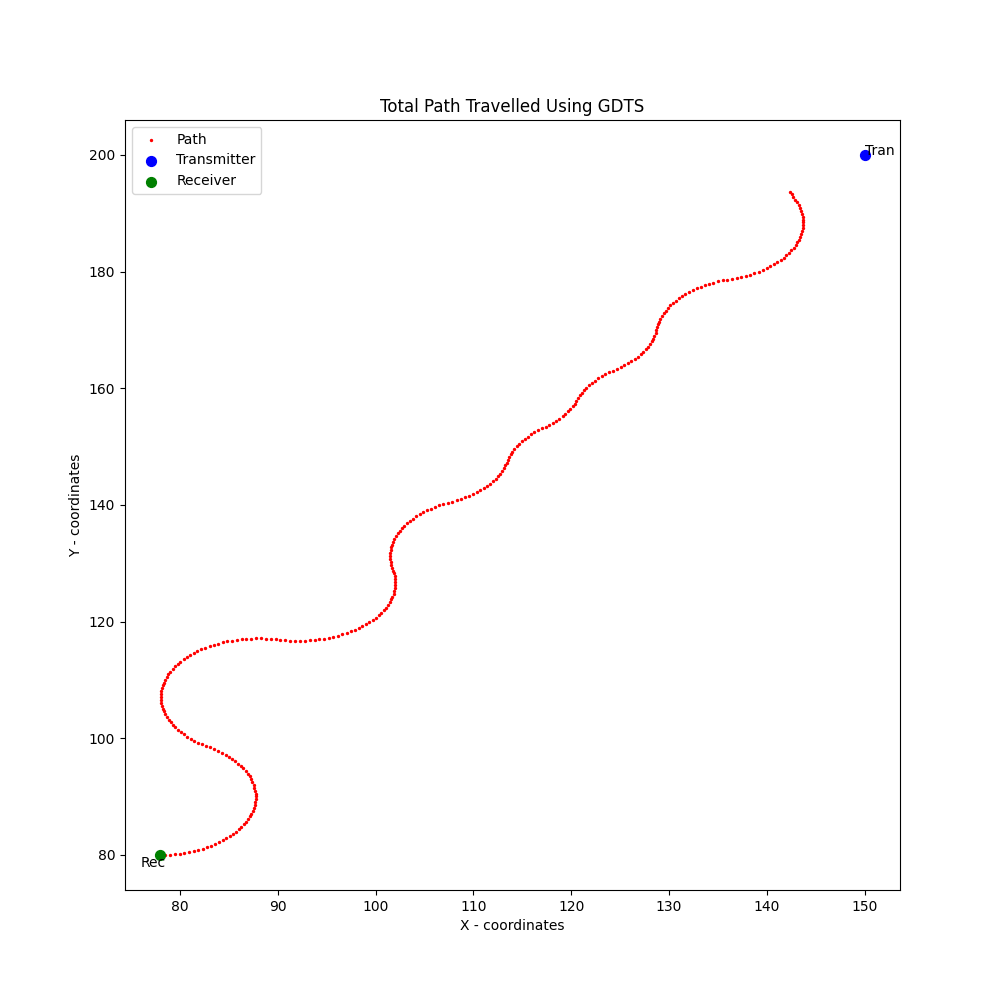 Total Path Travelled Using GDTS
Path
Transmitter
Receiver
Tran
Rec
200
180
160
140
120
100
80
Y - coordinates
80 90 100 110 120 130 140 150
X - coordinates